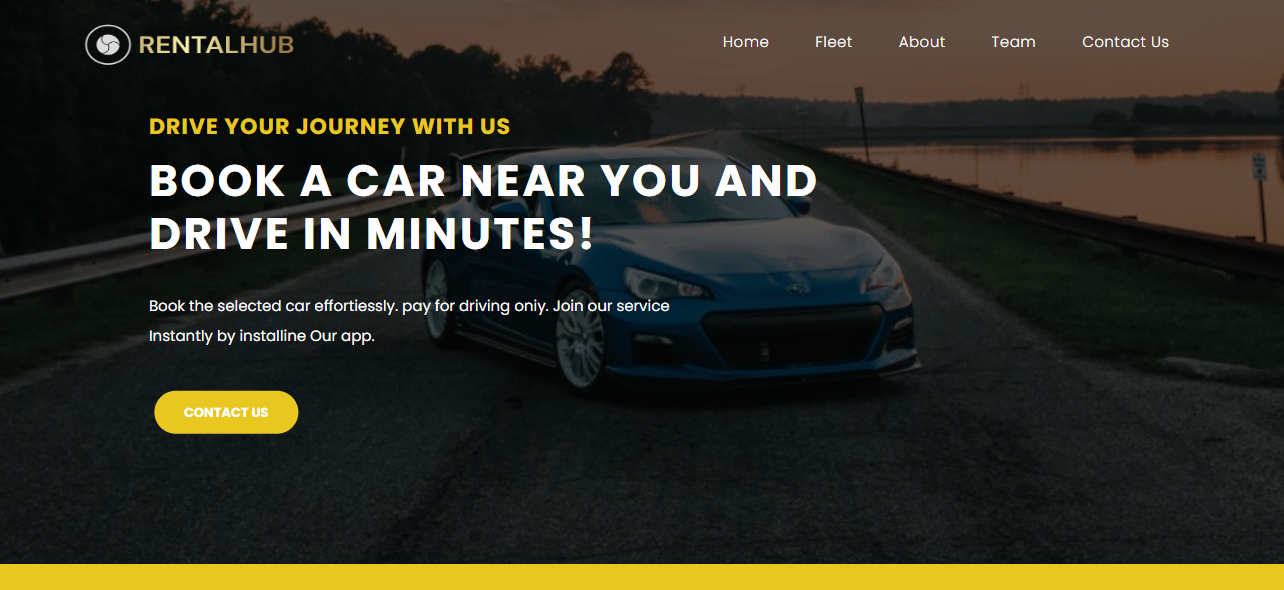 RENTALHUB
Home Fleet About Team Contact Us
DRIVE YOUR JOURNEY WITH US
BOOK A CAR NEAR YOU AND
DRIVE IN MINUTES!
Book the selected car effortiessly. pay for driving oniy. Join our service
Instantly by installine Our app.
CONTACT US